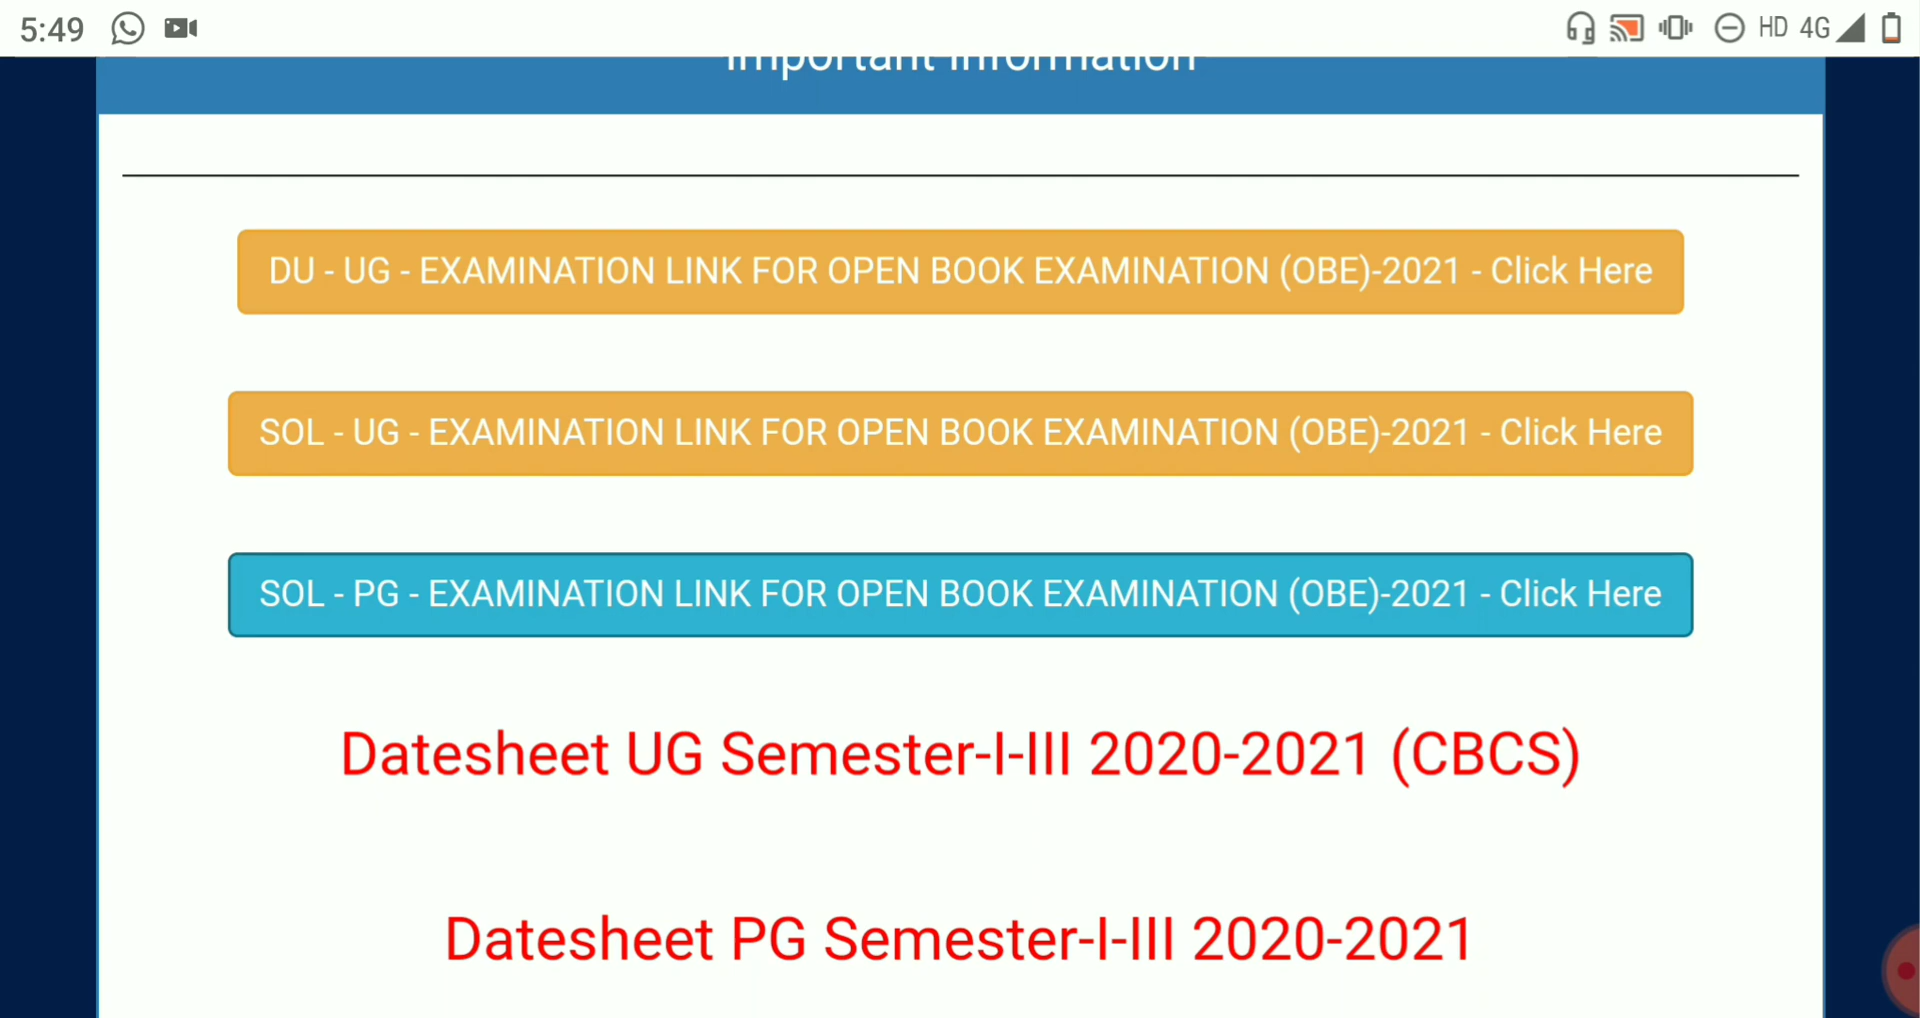 5:49 HD 4G
Important Information
DU - UG - EXAMINATION LINK FOR OPEN BOOK EXAMINATION (OBE)-2021 - Click Here
SOL - UG - EXAMINATION LINK FOR OPEN BOOK EXAMINATION (OBE)-2021 - Click Here
SOL - PG - EXAMINATION LINK FOR OPEN BOOK EXAMINATION (OBE)-2021 - Click Here
Datesheet UG Semester-I-III 2020-2021 (CBCS)
Datesheet PG Semester-I-III 2020-2021